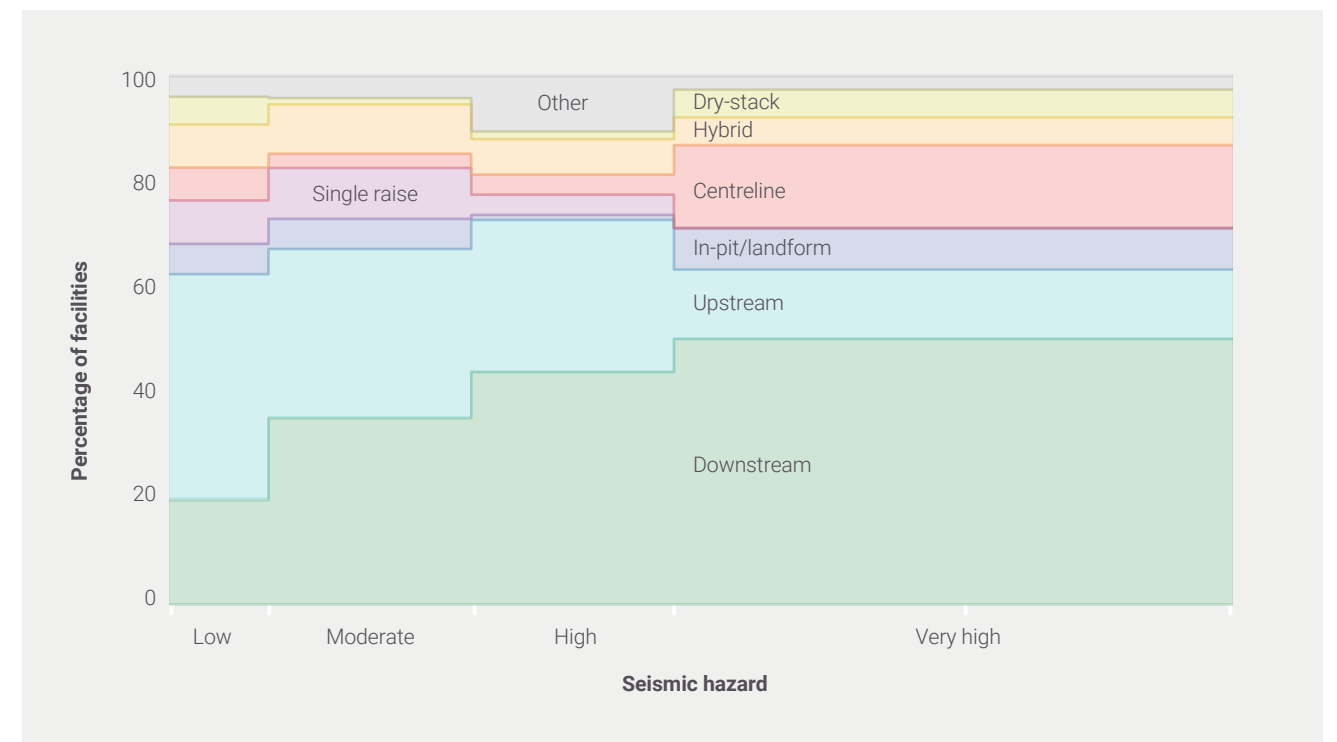 100
80
60
40
20
0
Percentage of facilities
Other
Dry-stack
Hybrid
Single raise
Centreline
In-pit/landform
Upstream
Downstream
Low
Moderate
High
Very high
Seismic hazard